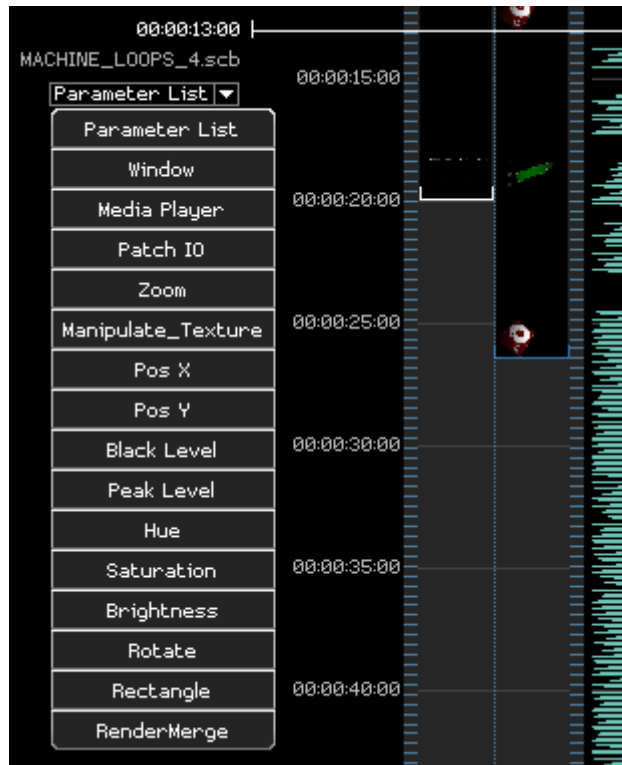 00:00:13:00
MACHINE_LOOPS_4.scb
Parameter List
Parameter List
Window
Media Player
Patch IO
Zoom
Manipulate_Texture
Pos X
Pos Y
Black Level
Peak Level
Hue
Saturation
Brightness
Rotate
Rectangle
RenderMerge
00:00:15:00
00:00:20:00
00:00:25:00
00:00:30:00
00:00:35:00
00:00:40:00